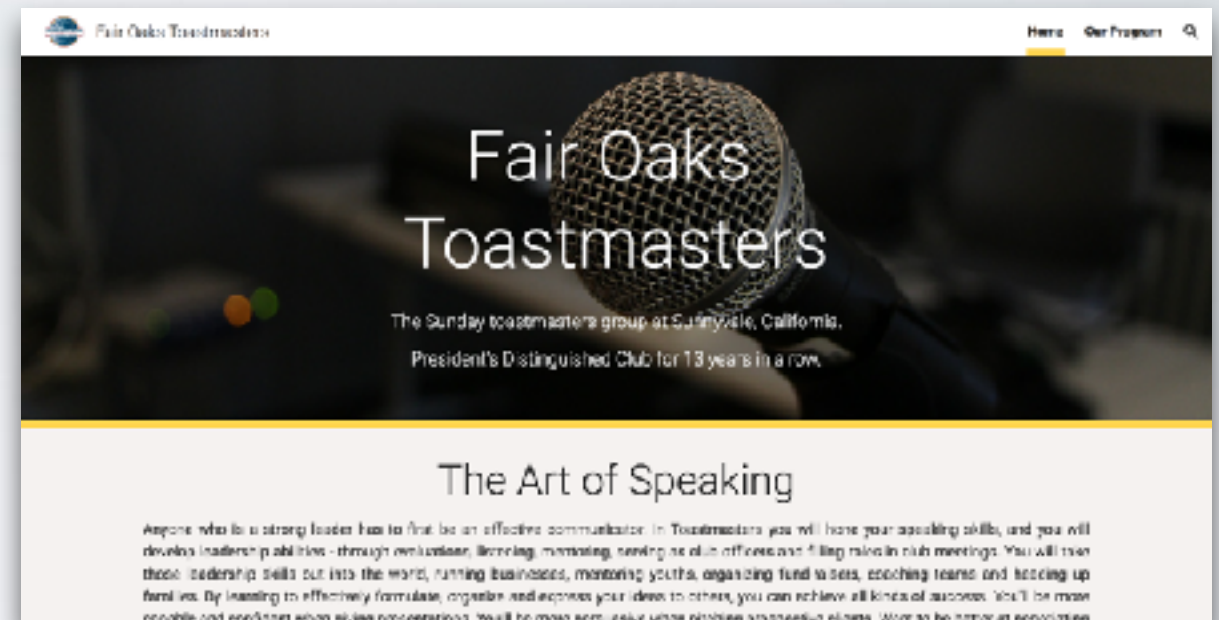 Fair Oaks Toastmasters
Home Our Program
Fair Oaks
Toastmasters
The Sunday toastmasters group at Sunnyvale, California.
President's Distinguished Club for 13 years in a row.
The Art of Speaking
Anyone who is a strong leader has to first be an effective communicator. In Toastmasters you will hone your speaking skills, and you will
develop leadership abilities - through evaluations, listening, mentoring, serving as club officers and filling roles in club meetings. You will take
those leadership skills out into the world, running businesses, mentoring youths, organizing fund raisers, coaching teams and heading up
families. By learning to effectively formulate, organize and express your ideas to others, you can achieve all kinds of success. You'll be more